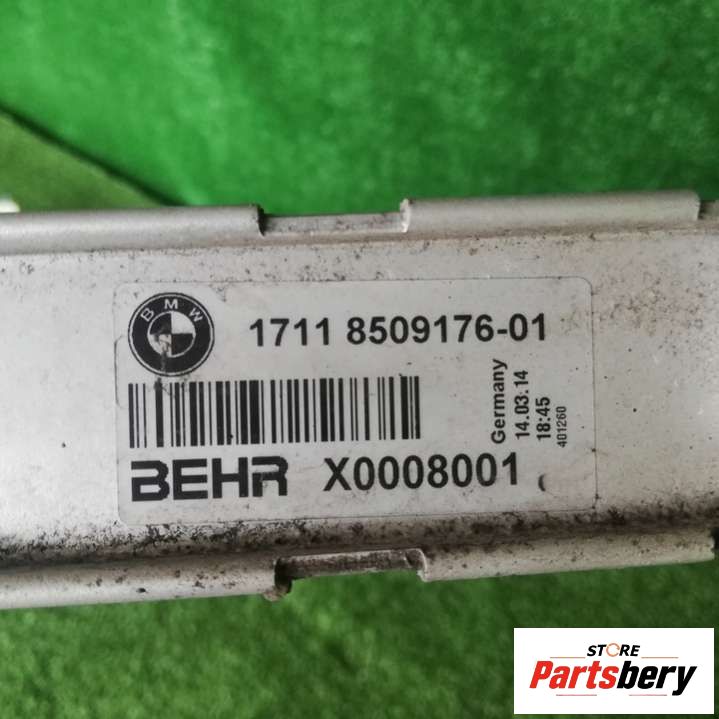 BMW
1711 8509176-01
Germany
14.03.14
18:45
401260
BEHR X0008001
STORE
Partsbery